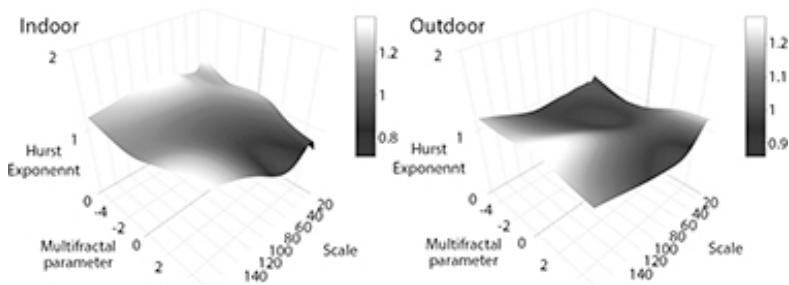 Indoor
2
1
0
Hurst
Exponennt
-4
-2
0
2
Multifractal
parameter
20
40
60
80
100
120
140
Scale
1.2
1
0.8
Outdoor
2
1
0
Hurst
Exponennt
-4
-2
0
2
Multifractal
parameter
20
40
60
80
100
120
140
Scale
1.2
1.1
1
0.9